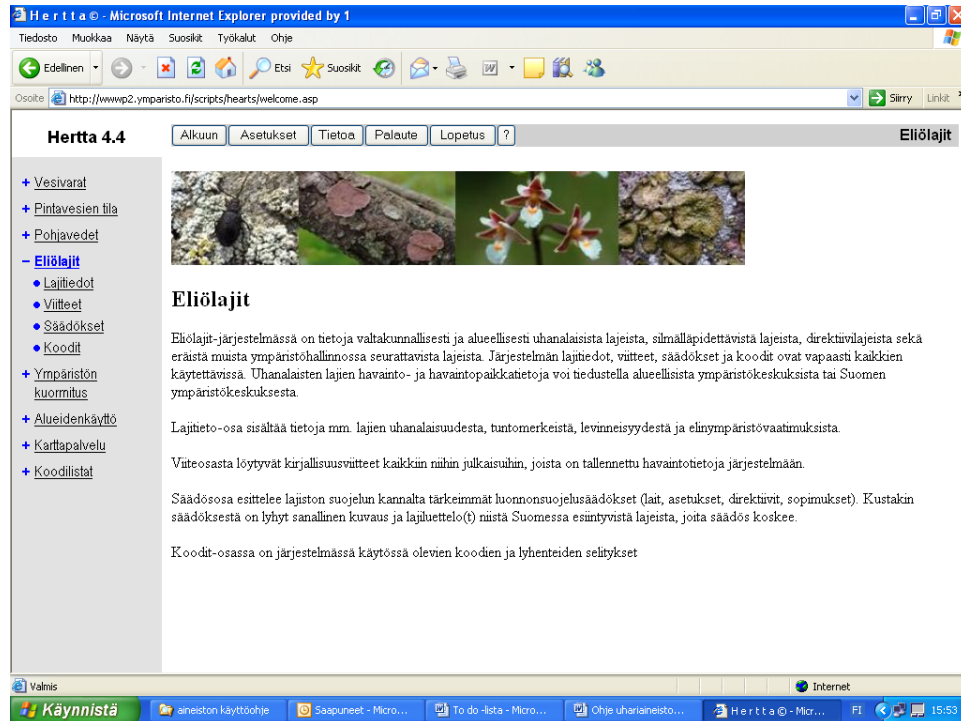 H e r t t a © - Microsoft Internet Explorer provided by 1
Tiedosto Muokkaa Näytä Suosikit Työkalut Ohje
Edellinen Etsi Suosikit
Osoite http://wwwp2.ymparisto.fi/scripts/hearts/welcome.asp Siirry Linkit
Hertta 4.4
Alkuun Asetukset Tietoa Palaute Lopetus ?
Eliölajit
+ Vesivarat
+ Pintavesien tila
+ Pohjavedet
– Eliölajit
• Lajitiedot
• Viitteet
• Säädökset
• Koodit
+ Ympäristön
kuormitus
+ Alueidenkäyttö
+ Karttapalvelu
+ Koodilistat
Eliölajit
Eliölajit-järjestelmässä on tietoja valtakunnallisesti ja alueellisesti uhanalaisista lajeista, silmälläpidettävistä lajeista, direktiivilajeista sekä
eräistä muista ympäristöhallinnossa seurattavista lajeista. Järjestelmän lajitiedot, viitteet, säädökset ja koodit ovat vapaasti kaikkien
käytettävissä. Uhanalaisten lajien havainto- ja havaintopaikkatietoja voi tiedustella alueellisista ympäristökeskuksista tai Suomen
ympäristökeskuksesta.
Lajitieto-osa sisältää tietoja mm. lajien uhanalaisuudesta, tuntomerkeistä, levinneisyydestä ja elinympäristövaatimuksista.
Viiteosasta löytyvät kirjallisuusviitteet kaikkiin niihin julkaisuihin, joista on tallennettu havaintotietoja järjestelmään.
Säädösosa esittelee lajiston suojelun kannalta tärkeimmät luonnonsuojelusäädökset (lait, asetukset, direktiivit, sopimukset). Kustakin
säädöksestä on lyhyt sanallinen kuvaus ja lajiluettelo(t) niistä Suomessa esiintyvistä lajeista, joita säädös koskee.
Koodit-osassa on järjestelmässä käytössä olevien koodien ja lyhenteiden selitykset
Valmis Internet
Käynnistä aineiston käyttöohje Saapuneet - Micro... To do -lista - Micro... Ohje uhariaineisto... H e r t t a © - Micr... FI 15:53